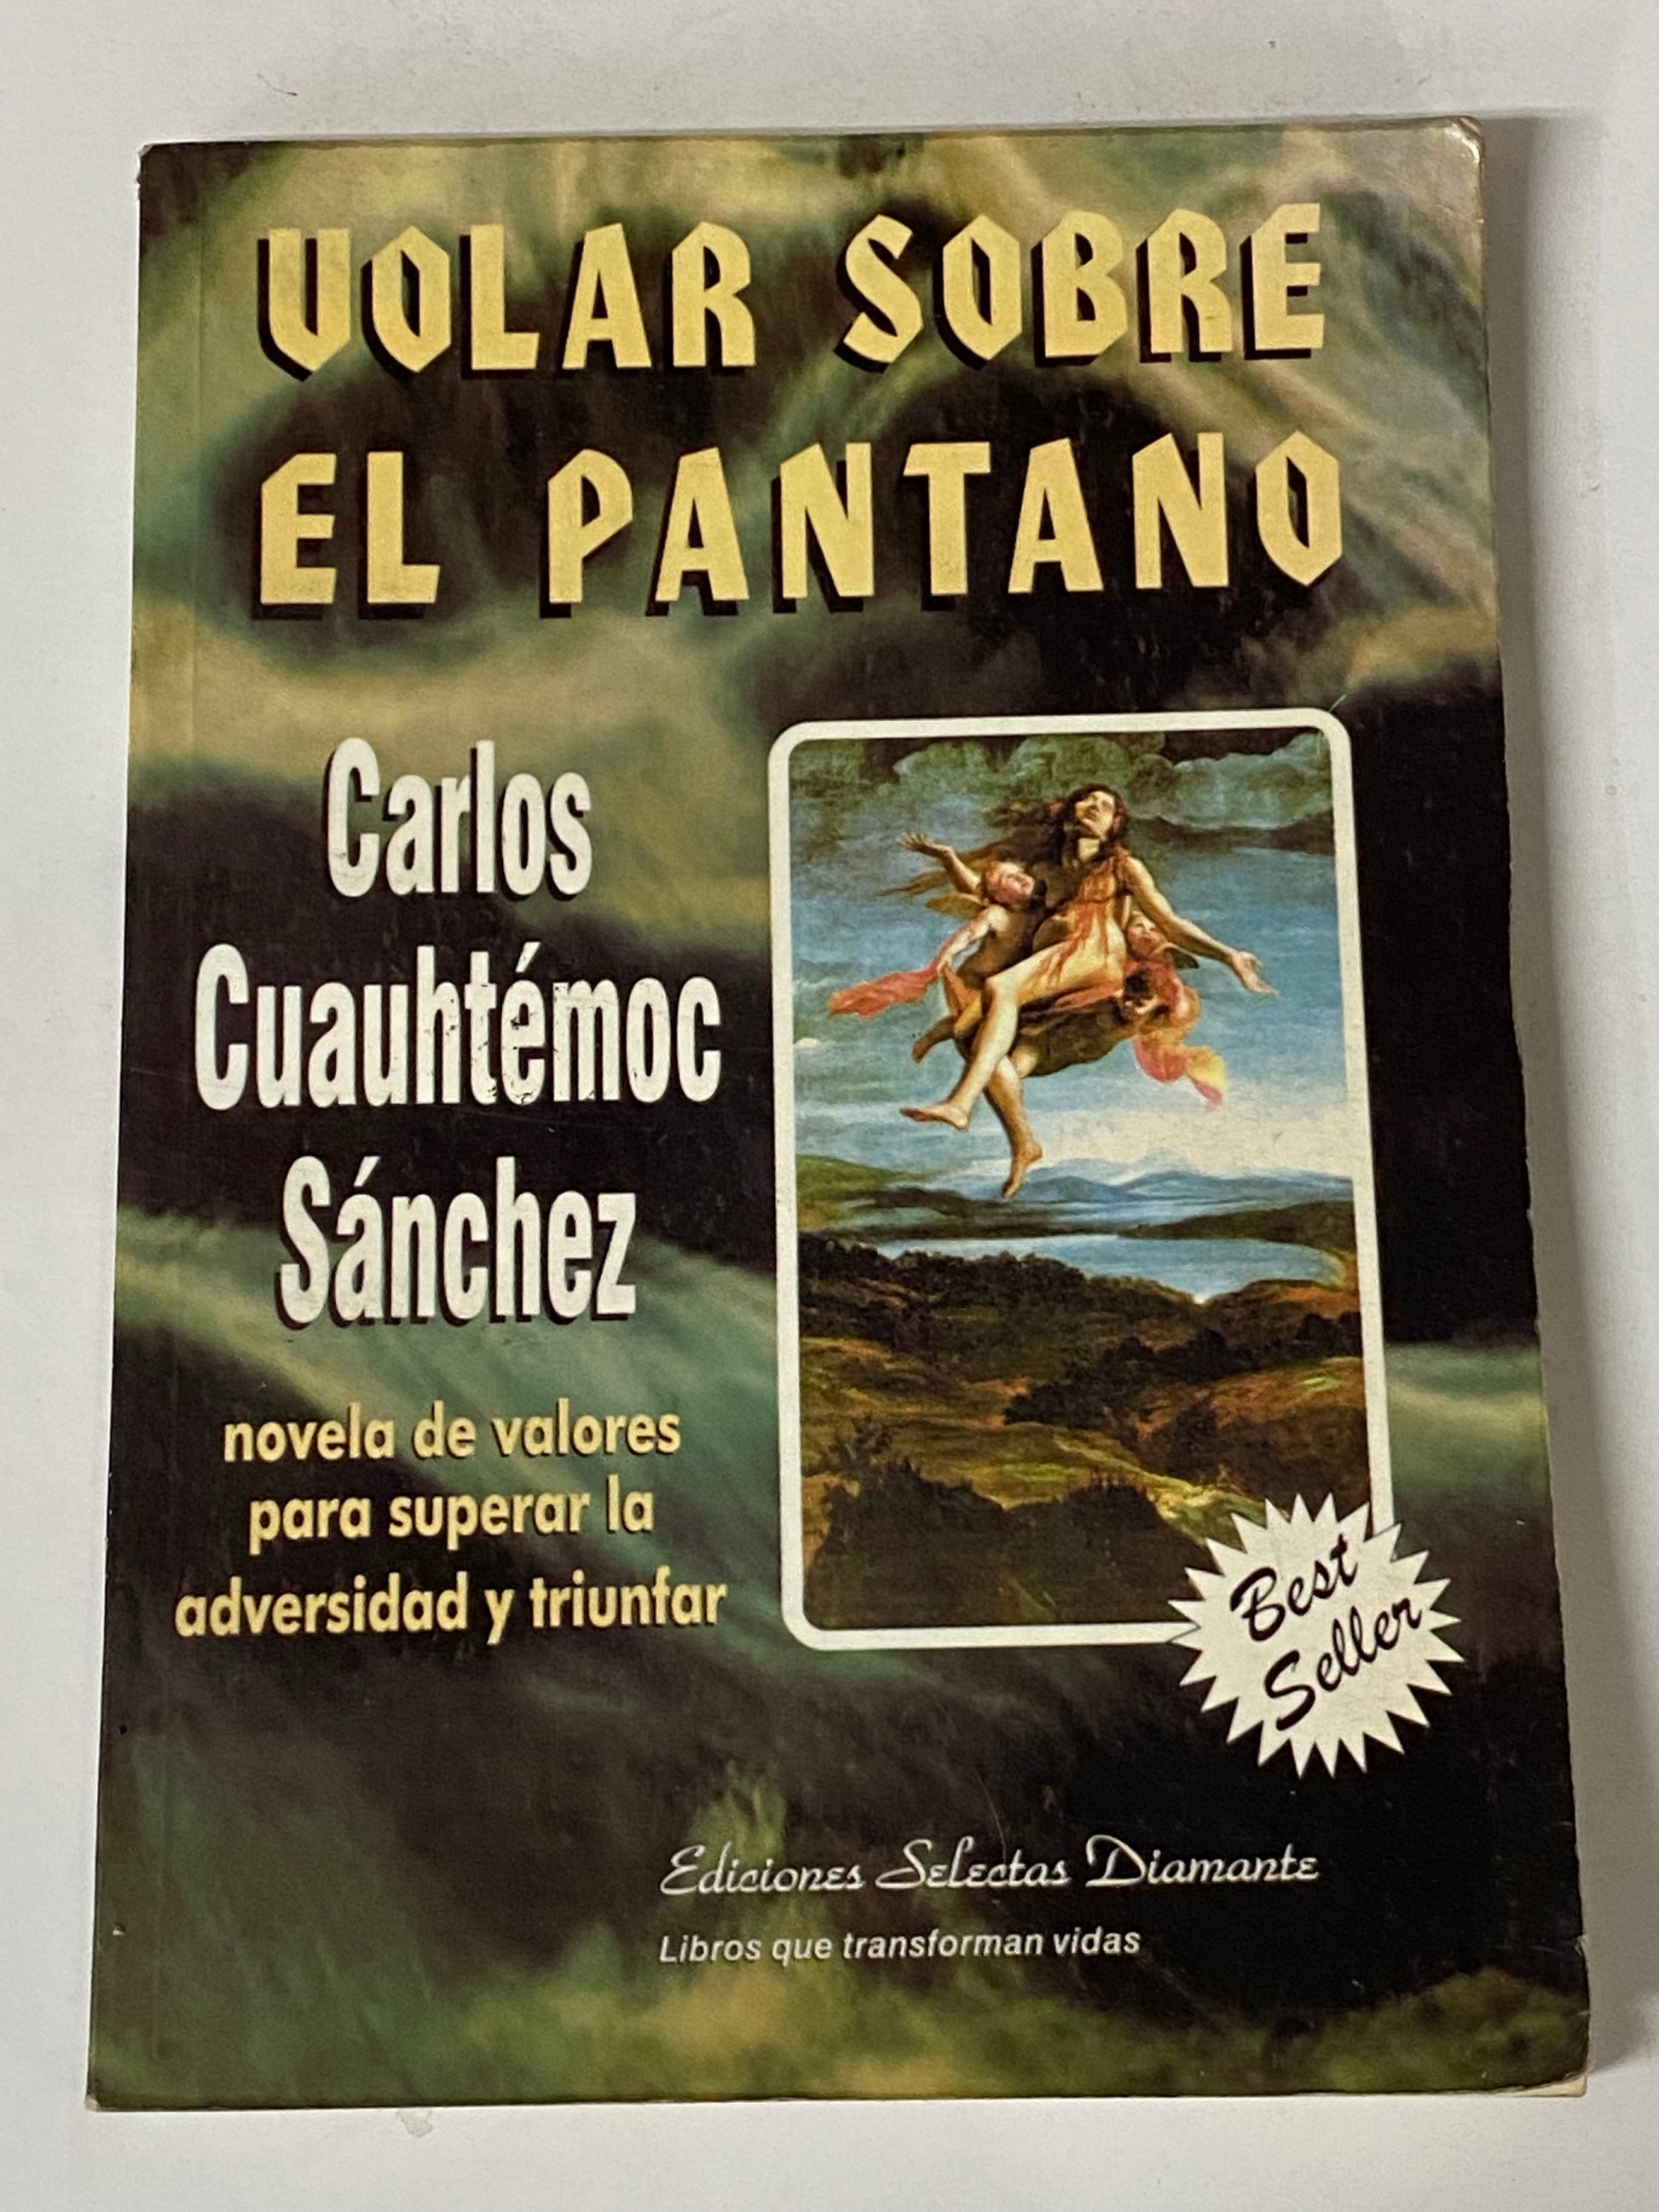 VOLAR SOBRE
EL PANTANO
Carlos
Cuauhtémoc
Sánchez
novela de valores
para superar la
adversidad y triunfar
Best
Seller
Ediciones Selectas Diamante
Libros que transforman vidas